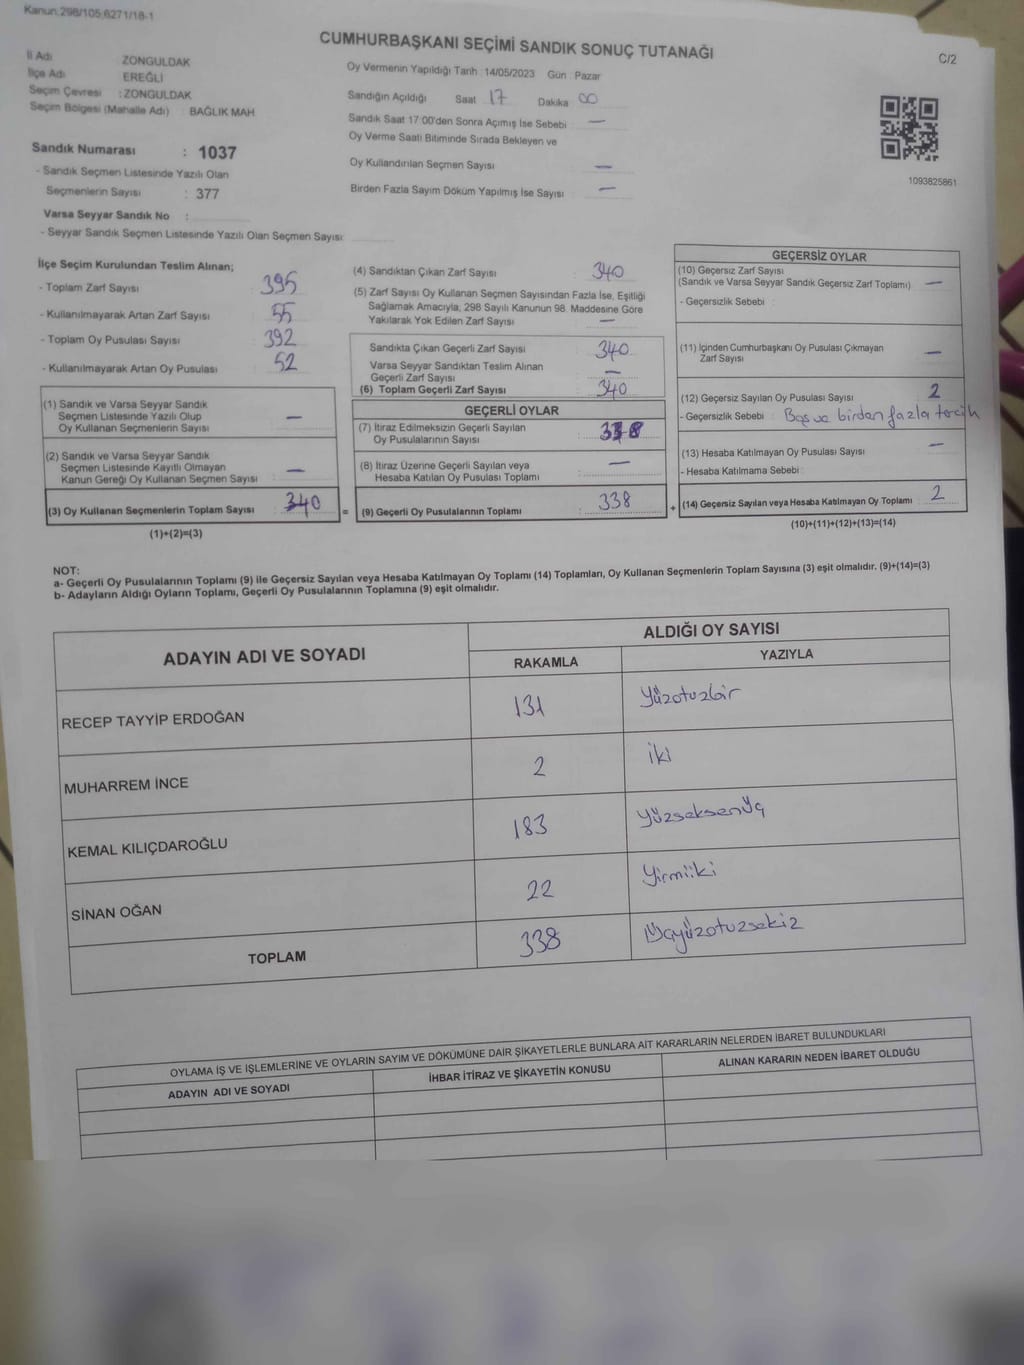 Kanun:298/105;6271/18-1
CUMHURBAŞKANI SEÇİMİ SANDIK SONUÇ TUTANAĞI
C/2
İl Adı ZONGULDAK
İlçe Adı EREĞLİ
Seçim Çevresi : ZONGULDAK
Seçim Bölgesi (Mahalle Adı) BAĞLIK MAH
Sandık Numarası : 1037
- Sandık Seçmen Listesinde Yazılı Olan
Seçmenlerin Sayısı : 377
Varsa Seyyar Sandık No :
- Seyyar Sandık Seçmen Listesinde Yazılı Olan Seçmen Sayısı:
Oy Vermenin Yapıldığı Tarih : 14/05/2023 Gün : Pazar
Sandığın Açıldığı Saat 17 Dakika 00
Sandık Saat 17:00'den Sonra Açımış İse Sebebi —
Oy Verme Saati Bitiminde Sırada Bekleyen ve
Oy Kullandırılan Seçmen Sayısı —
Birden Fazla Sayım Döküm Yapılmış İse Sayısı —
1093825861
İlçe Seçim Kurulundan Teslim Alınan;
- Toplam Zarf Sayısı 395
- Kullanılmayarak Artan Zarf Sayısı 55
- Toplam Oy Pusulası Sayısı 392
- Kullanılmayarak Artan Oy Pusulası 52
(1) Sandık ve Varsa Seyyar Sandık
Seçmen Listesinde Yazılı Olup
Oy Kullanan Seçmenlerin Sayısı —
(2) Sandık ve Varsa Seyyar Sandık
Seçmen Listesinde Kayıtlı Olmayan
Kanun Gereği Oy Kullanan Seçmen Sayısı —
(3) Oy Kullanan Seçmenlerin Toplam Sayısı 340 =
(1)+(2)=(3)
(4) Sandıktan Çıkan Zarf Sayısı : 340
(5) Zarf Sayısı Oy Kullanan Seçmen Sayısından Fazla İse, Eşitliği
Sağlamak Amacıyla, 298 Sayılı Kanunun 98. Maddesine Göre
Yakılarak Yok Edilen Zarf Sayısı —
Sandıkta Çıkan Geçerli Zarf Sayısı 340
Varsa Seyyar Sandıktan Teslim Alınan
Geçerli Zarf Sayısı —
(6) Toplam Geçerli Zarf Sayısı 340
GEÇERLİ OYLAR
(7) İtiraz Edilmeksizin Geçerli Sayılan
Oy Pusulalarının Sayısı : 338
(8) İtiraz Üzerine Geçerli Sayılan veya
Hesaba Katılan Oy Pusulası Toplamı : —
(9) Geçerli Oy Pusulalarının Toplamı : 338 +
GEÇERSİZ OYLAR
(10) Geçersiz Zarf Sayısı
(Sandık ve Varsa Seyyar Sandık Geçersiz Zarf Toplamı) —
- Geçersizlik Sebebi :
(11) İçinden Cumhurbaşkanı Oy Pusulası Çıkmayan
Zarf Sayısı —
(12) Geçersiz Sayılan Oy Pusulası Sayısı 2
- Geçersizlik Sebebi : Boş ve birden fazla tercih
(13) Hesaba Katılmayan Oy Pusulası Sayısı —
- Hesaba Katılmama Sebebi :
(14) Geçersiz Sayılan veya Hesaba Katılmayan Oy Toplamı : 2
(10)+(11)+(12)+(13)=(14)
NOT:
a- Geçerli Oy Pusulalarının Toplamı (9) ile Geçersiz Sayılan veya Hesaba Katılmayan Oy Toplamı (14) Toplamları, Oy Kullanan Seçmenlerin Toplam Sayısına (3) eşit olmalıdır. (9)+(14)=(3)
b- Adayların Aldığı Oyların Toplamı, Geçerli Oy Pusulalarının Toplamına (9) eşit olmalıdır.
ADAYIN ADI VE SOYADI ALDIĞI OY SAYISI
RAKAMLA YAZIYLA
RECEP TAYYİP ERDOĞAN 131 Yüzotuzbir
MUHARREM İNCE 2 iki
KEMAL KILIÇDAROĞLU 183 Yüzseksenüç
SİNAN OĞAN 22 Yirmiiki
TOPLAM 338 Üçyüzotuzsekiz
OYLAMA İŞ VE İŞLEMLERİNE VE OYLARIN SAYIM VE DÖKÜMÜNE DAİR ŞİKAYETLERLE BUNLARA AİT KARARLARIN NELERDEN İBARET BULUNDUKLARI
ADAYIN ADI VE SOYADI İHBAR İTİRAZ VE ŞİKAYETİN KONUSU ALINAN KARARIN NEDEN İBARET OLDUĞU